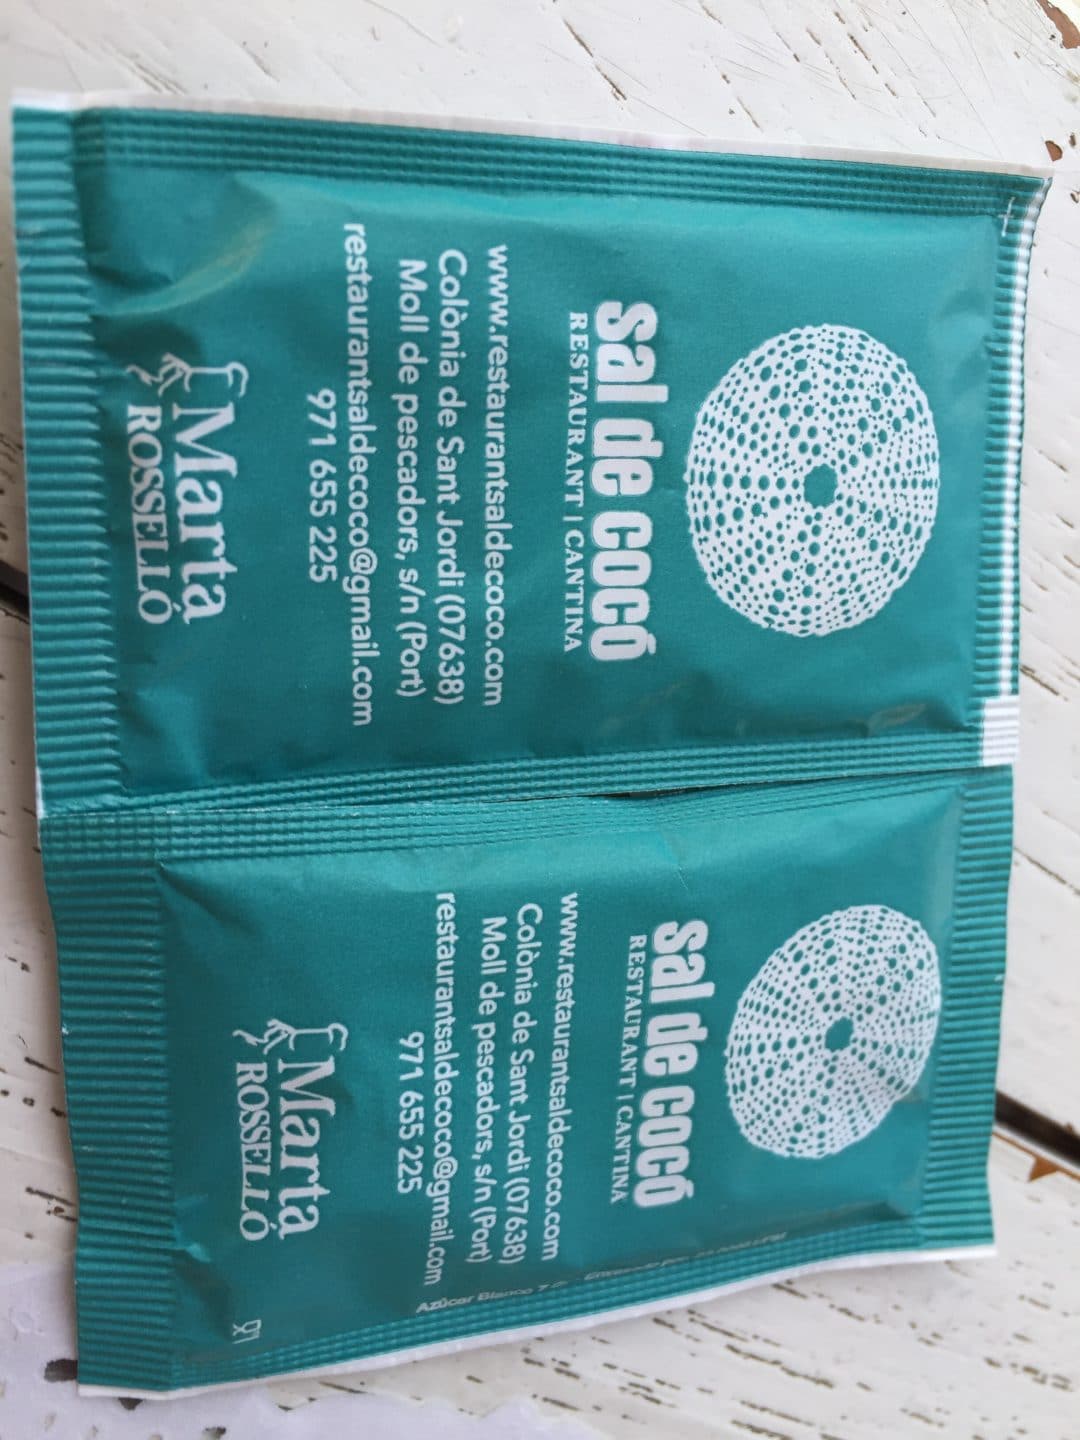 sal de cocó
RESTAURANT | CANTINA
www.restaurantsaldecoco.com
Colònia de Sant Jordi (07638)
Moll de pescadors, s/n (Port)
restaurantsaldecoco@gmail.com
971 655 225
Marta
ROSSELLÓ
sal de cocó
RESTAURANT | CANTINA
www.restaurantsaldecoco.com
Colònia de Sant Jordi (07638)
Moll de pescadors, s/n (Port)
restaurantsaldecoco@gmail.com
971 655 225
Marta
ROSSELLÓ
Azúcar Blanco 7